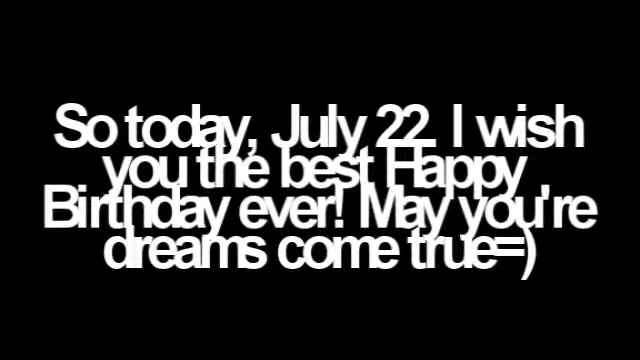 So today, July 22. I wish
you the best Happy
Birthday ever! May you're
dreams come true=)